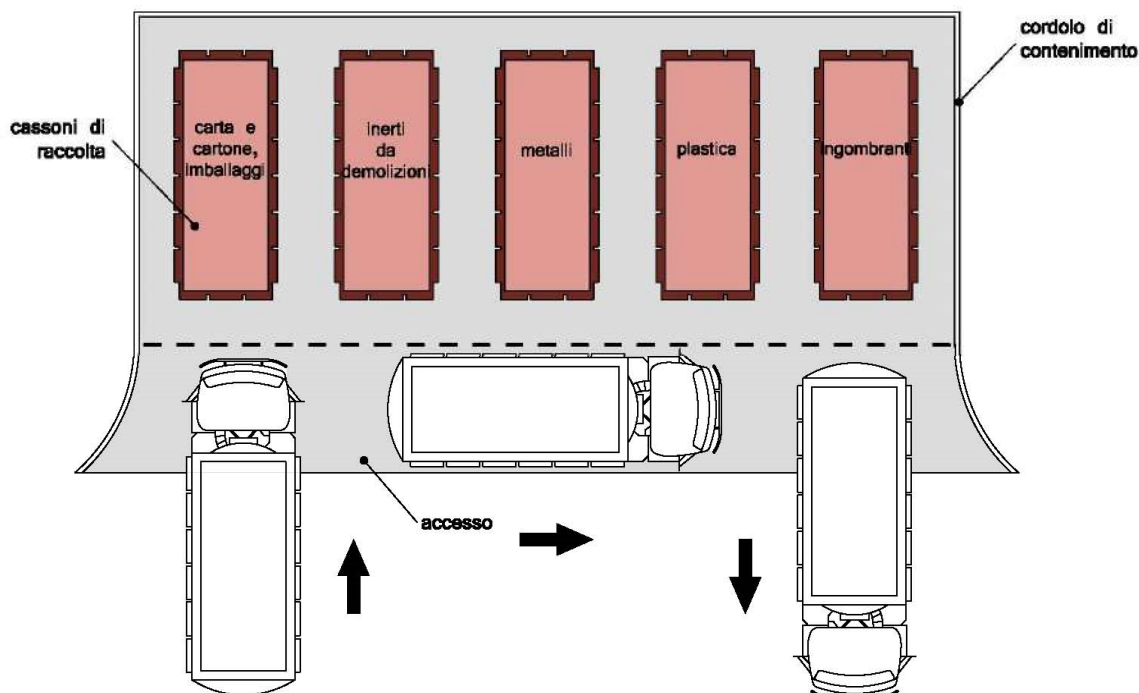 cordolo di
contenimento
cassoni di
raccolta
carta e
cartone,
imballaggi
inerti
da
demolizioni
metalli
plastica
ingombranti
accesso